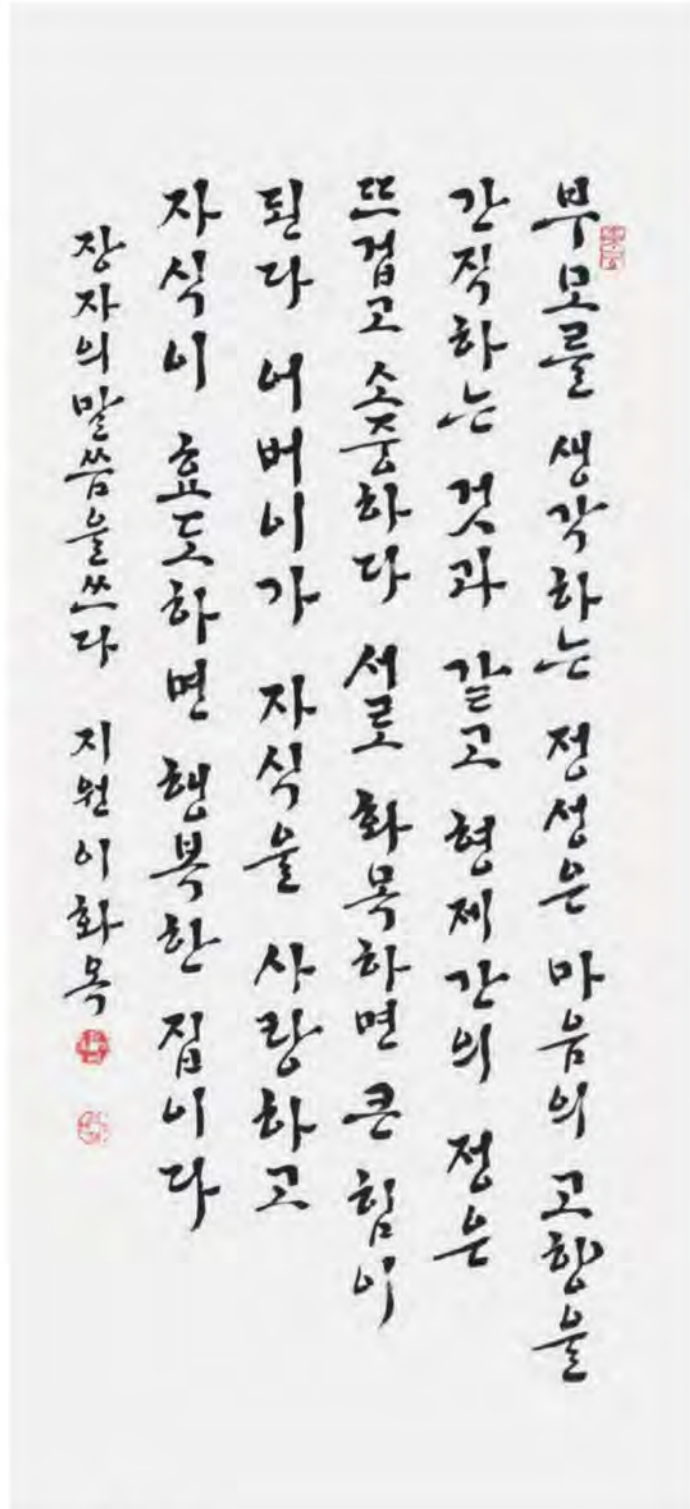 부모를 생각하는 정성은 마음의 고향을
간직하는 것과 같고 형제간의 정은
뜨겁고 소중하다 서로 화목하면 큰 힘이
된다 어버이가 자식을 사랑하고
자식이 효도하면 행복한 집이다
장자의 말씀을 쓰다 지원 이화옥